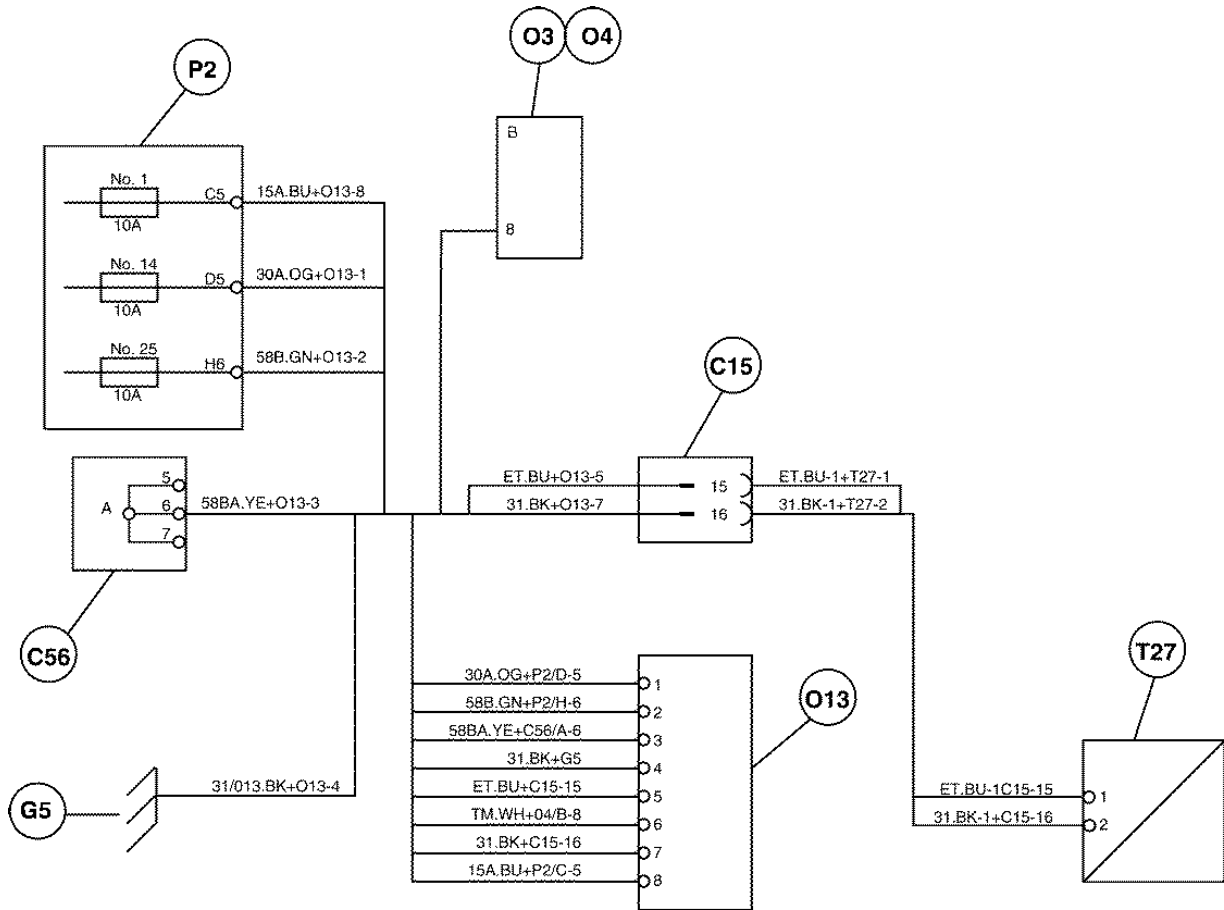 O3 O4
P2
B
No. 1
C5 15A.BU+O13-8
10A
8
No. 14
D5 30A.OG+O13-1
10A
No. 25
H6 58B.GN+O13-2
10A
C15
5
ET.BU+O13-5 15 ET.BU-1+T27-1
A 6 58BA.YE+O13-3
31.BK+O13-7 16 31.BK-1+T27-2
7
C56
T27
30A.OG+P2/D-5 1
58B.GN+P2/H-6 2
O13
58BA.YE+C56/A-6 3
31.BK+G5 4
G5
31/013.BK+O13-4
ET.BU+C15-15 5
ET.BU-1C15-15 1
TM.WH+04/B-8 6
31.BK-1+C15-16 2
31.BK+C15-16 7
15A.BU+P2/C-5 8